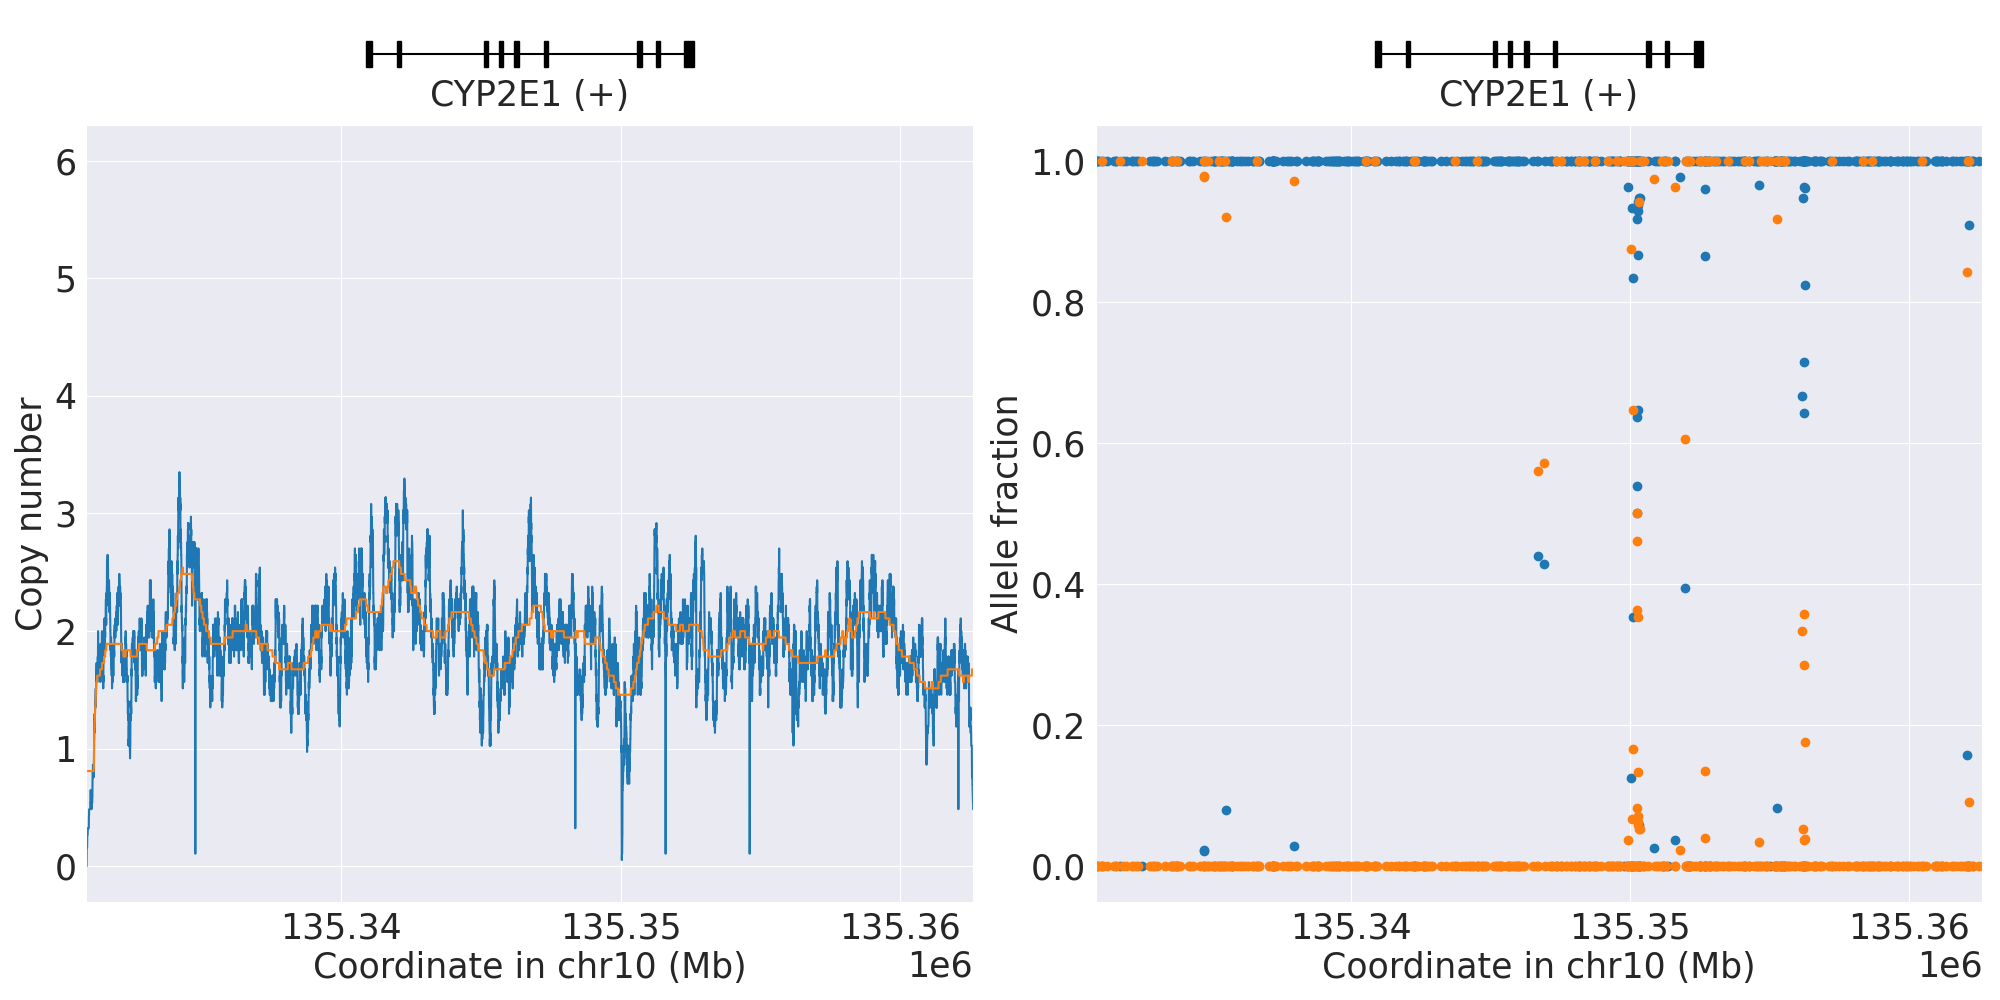 CYP2E1 (+)
CYP2E1 (+)
6
5
4
3
2
1
0
Copy number
135.34 135.35 135.36
Coordinate in chr10 (Mb)
1e6
1.0
0.8
0.6
0.4
0.2
0.0
Allele fraction
135.34 135.35 135.36
Coordinate in chr10 (Mb)
1e6